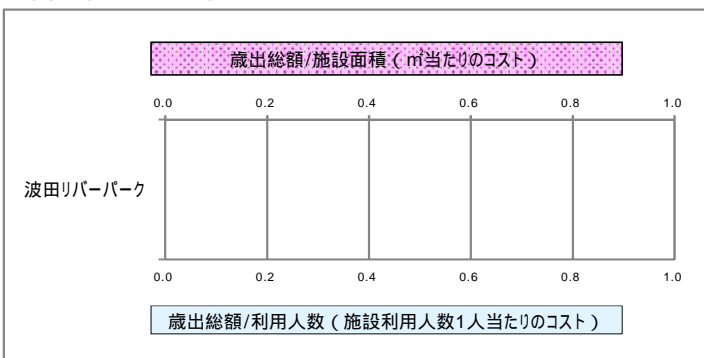 歳出総額/施設面積(㎡当たりのコスト)
0.0 0.2 0.4 0.6 0.8 1.0
波田リバーパーク
0.0 0.2 0.4 0.6 0.8 1.0
歳出総額/利用人数(施設利用人数1人当たりのコスト)